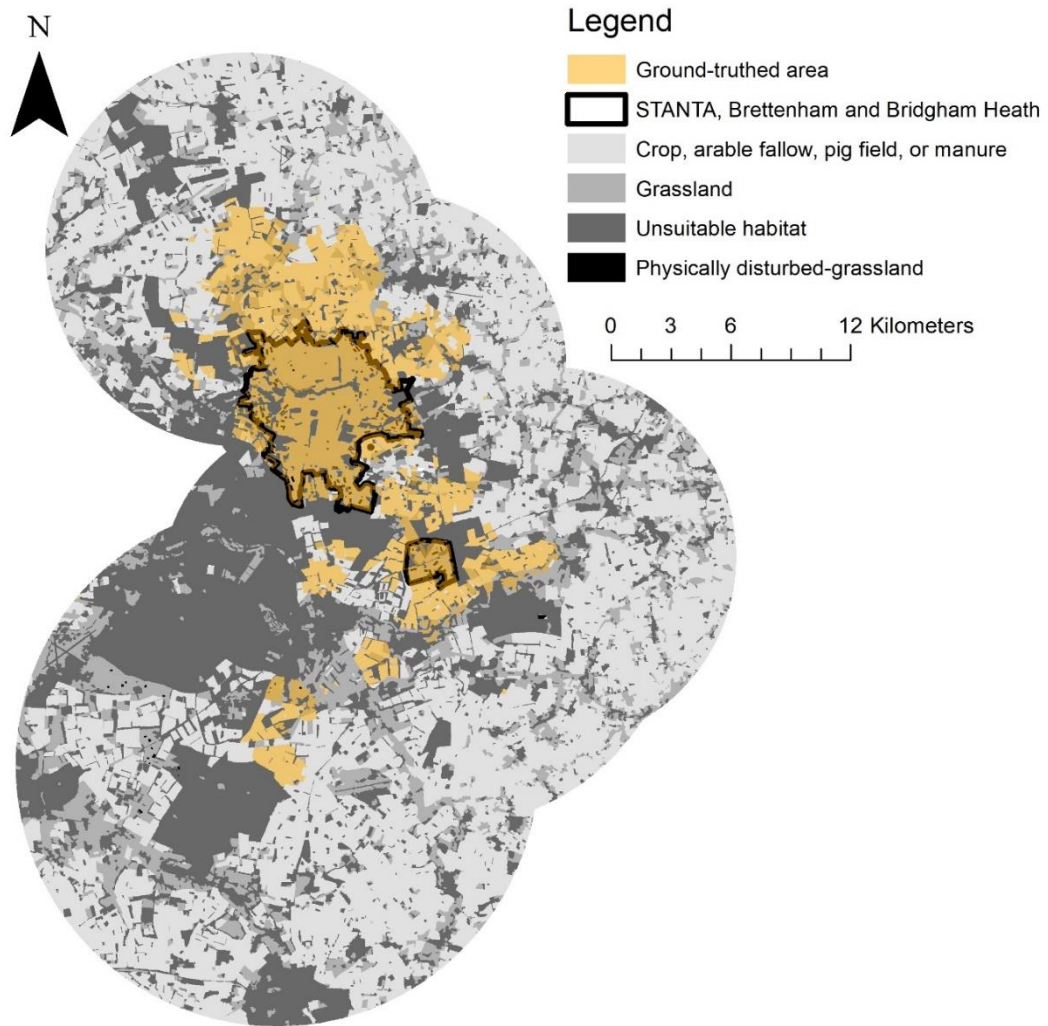 N
Legend
Ground-truthed area
STANTA, Brettenham and Bridgham Heath
Crop, arable fallow, pig field, or manure
Grassland
Unsuitable habitat
Physically disturbed-grassland
0 3 6 12 Kilometers